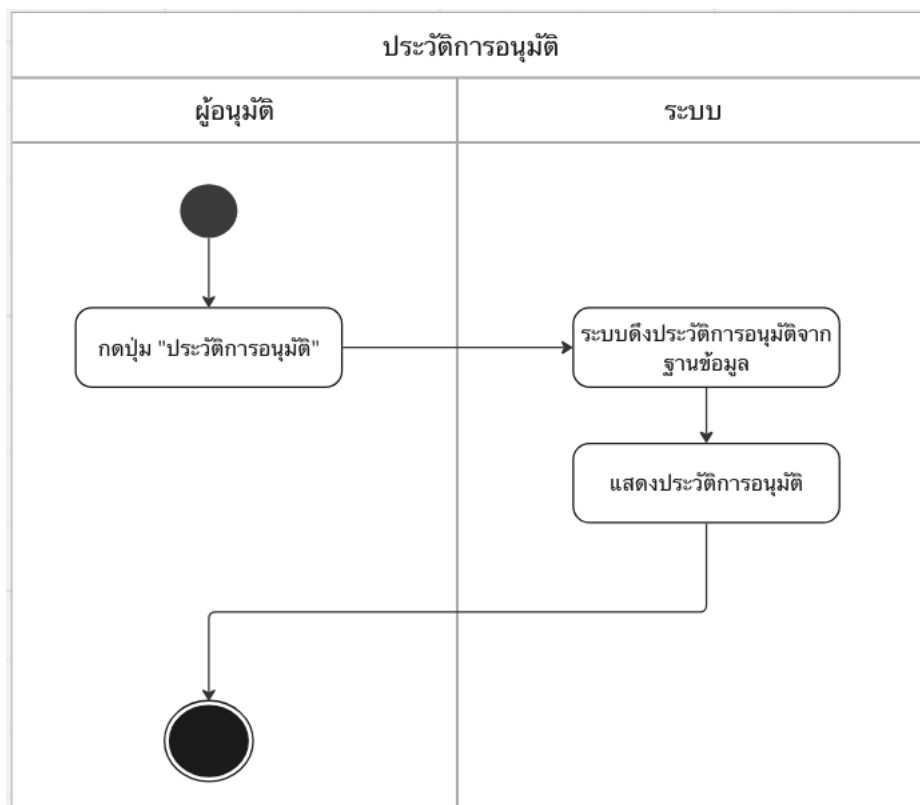 ประวัติการอนุมัติ
ผู้อนุมัติ
ระบบ
กดปุ่ม "ประวัติการอนุมัติ"
ระบบดึงประวัติการอนุมัติจาก
ฐานข้อมูล
แสดงประวัติการอนุมัติ